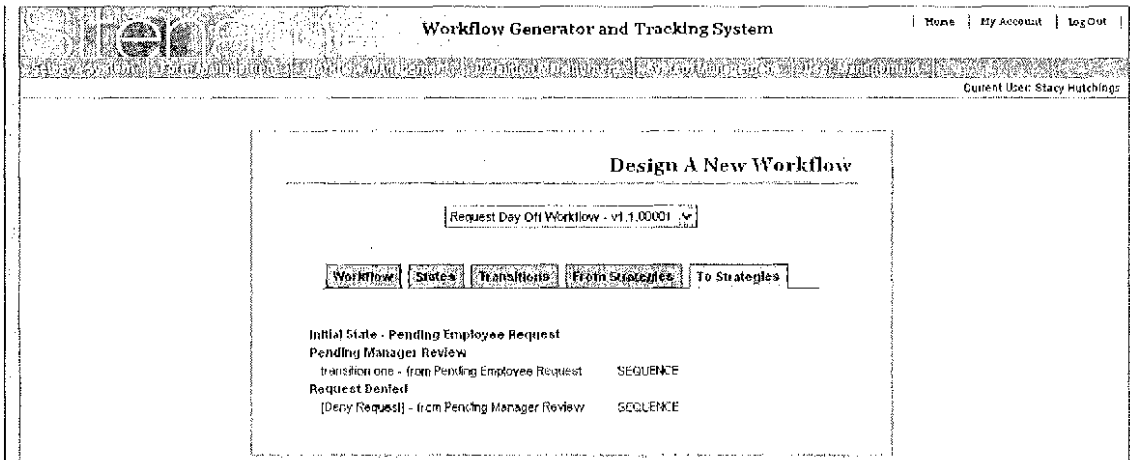 Workflow Generator and Tracking System
Home | My Account | Log Out |
Current User: Stacy Hutchings
Design A New Workflow
Request Day Off Workflow - v1.1.00001
Workflow States Transitions From Strategies To Strategies
Initial State - Pending Employee Request
Pending Manager Review
transition one - from Pending Employee Request SEQUENCE
Request Denied
[Deny Request] - from Pending Manager Review SEQUENCE